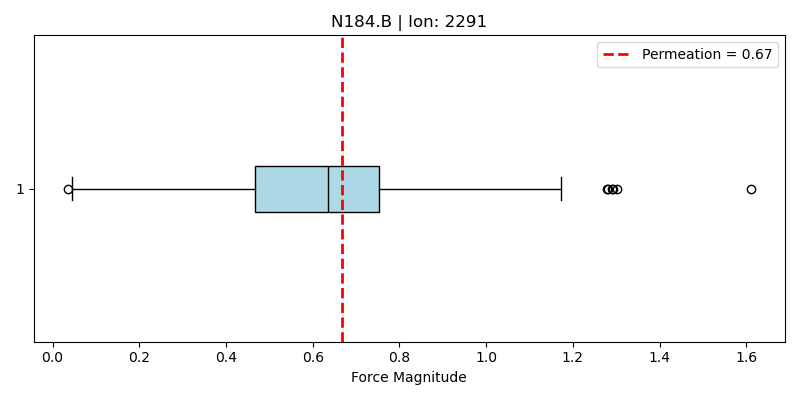 N184.B | Ion: 2291
Permeation = 0.67
1
0.0 0.2 0.4 0.6 0.8 1.0 1.2 1.4 1.6
Force Magnitude